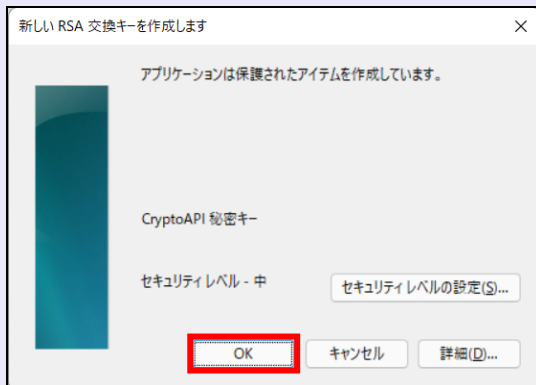 新しい RSA 交換キーを作成します
アプリケーションは保護されたアイテムを作成しています。
CryptoAPI 秘密キー
セキュリティ レベル - 中
セキュリティ レベルの設定(S)...
OK
キャンセル
詳細(D)...